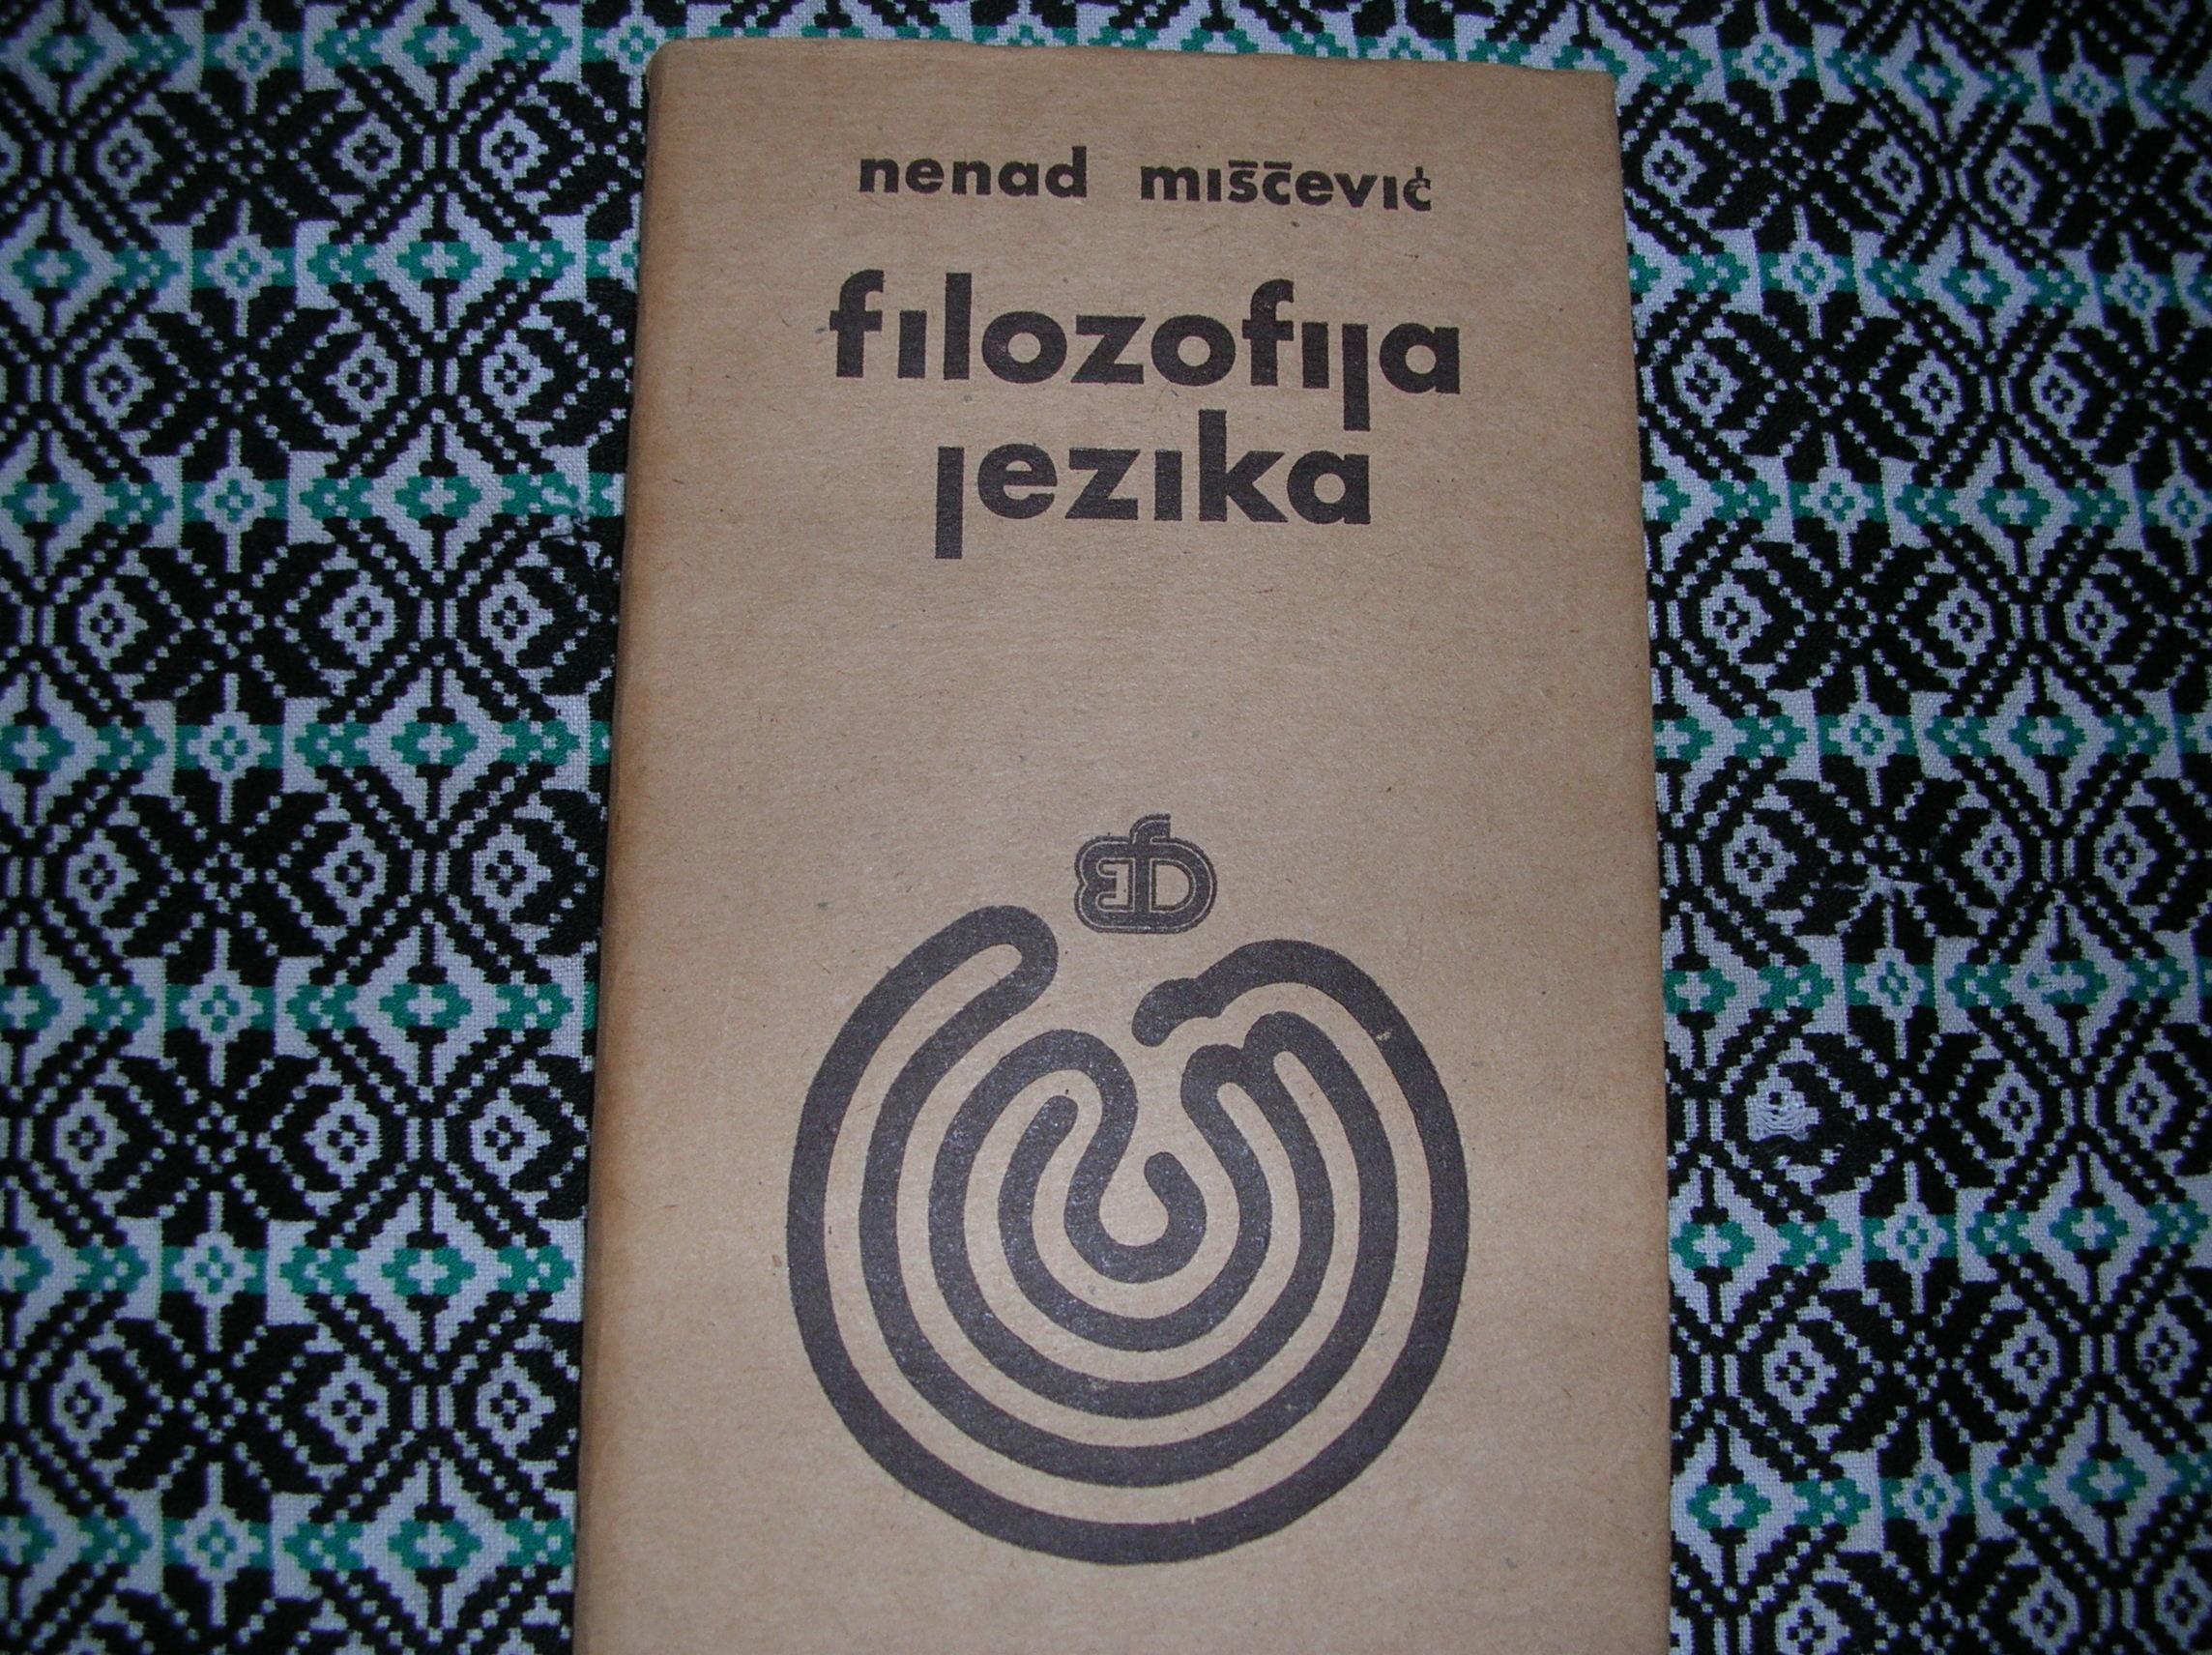 nenad miščević
filozofija
jezika